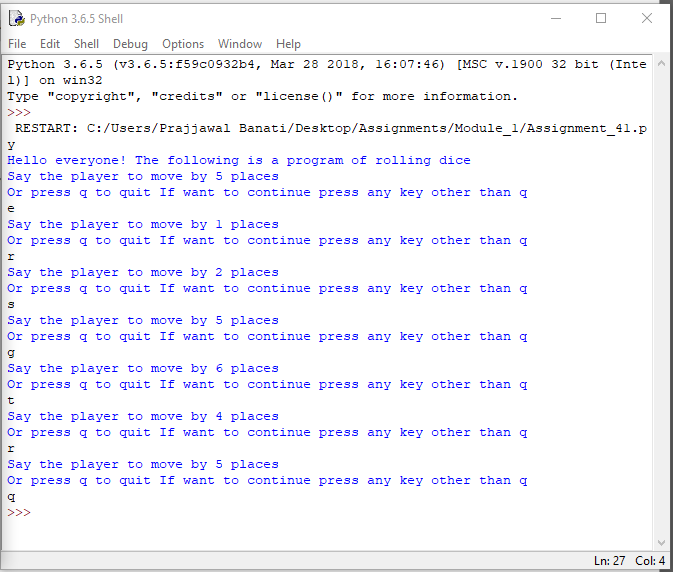 Python 3.6.5 Shell
File Edit Shell Debug Options Window Help
Python 3.6.5 (v3.6.5:f59c0932b4, Mar 28 2018, 16:07:46) [MSC v.1900 32 bit (Inte
l)] on win32
Type "copyright", "credits" or "license()" for more information.
>>>
 RESTART: C:/Users/Prajjawal Banati/Desktop/Assignments/Module_1/Assignment_41.p
y
Hello everyone! The following is a program of rolling dice
Say the player to move by 5 places
Or press q to quit If want to continue press any key other than q
e
Say the player to move by 1 places
Or press q to quit If want to continue press any key other than q
r
Say the player to move by 2 places
Or press q to quit If want to continue press any key other than q
s
Say the player to move by 5 places
Or press q to quit If want to continue press any key other than q
g
Say the player to move by 6 places
Or press q to quit If want to continue press any key other than q
t
Say the player to move by 4 places
Or press q to quit If want to continue press any key other than q
r
Say the player to move by 5 places
Or press q to quit If want to continue press any key other than q
q
>>>
Ln: 27 Col: 4